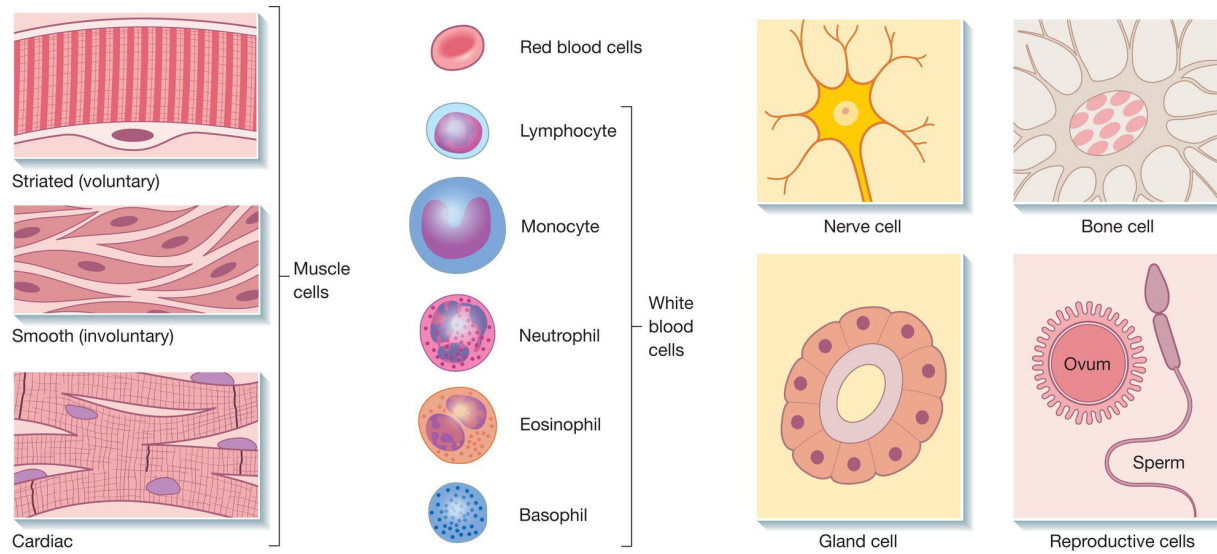 Striated (voluntary)
Smooth (involuntary)
Cardiac
Muscle
cells
Red blood cells
Lymphocyte
Monocyte
Neutrophil
Eosinophil
Basophil
White
blood
cells
Nerve cell
Bone cell
Gland cell
Ovum
Sperm
Reproductive cells